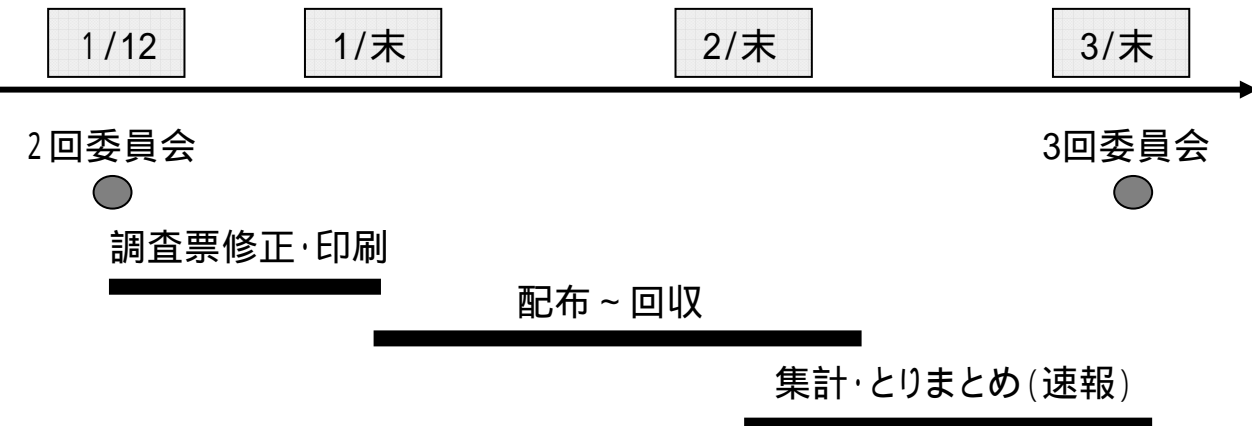 1/12
1/末
2/末
3/末
2回委員会
3回委員会
調査票修正・印刷
配布~回収
集計・とりまとめ(速報)